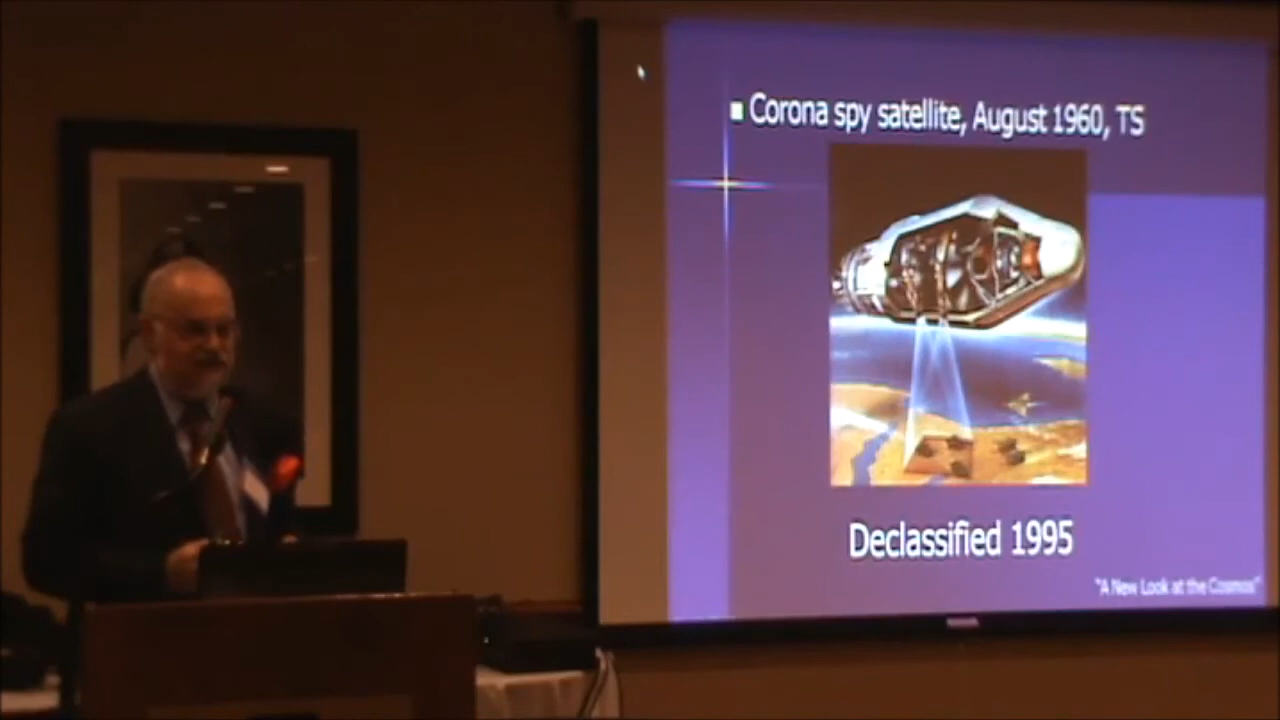 Corona spy satellite, August 1960, TS
Declassified 1995
"A New Look at the Cosmos"